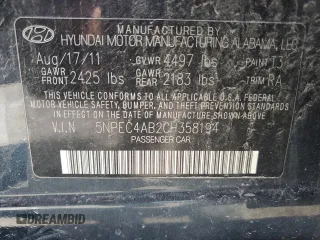 MANUFACTURED BY
HYUNDAI MOTOR MANUFACTURING ALABAMA, LLC
Aug/17/11 GVWR 4497 lbs PAINT T3
GAWR FRONT 2425 lbs GAWR REAR 2183 lbs TRIM RA
THIS VEHICLE CONFORMS TO ALL APPLICABLE U.S.A. FEDERAL
MOTOR VEHICLE SAFETY, BUMPER, AND THEFT PREVENTION
STANDARDS IN EFFECT ON THE DATE OF MANUFACTURE
SHOWN ABOVE.
V.I.N 5NPEC4AB2CH358194
PASSENGER CAR
DREAMBID